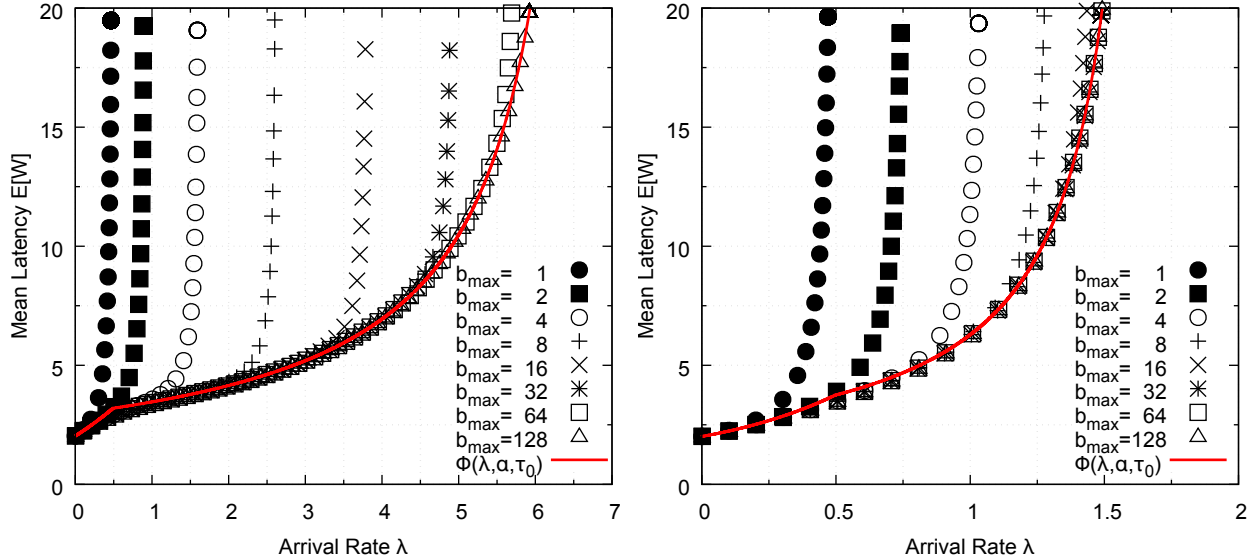 Mean Latency E[W]
20
15
10
5
0
b_max= 1
b_max= 2
b_max= 4
b_max= 8
b_max= 16
b_max= 32
b_max= 64
b_max=128
Φ(λ,α,τ_0)
0 1 2 3 4 5 6 7
Arrival Rate λ
Mean Latency E[W]
20
15
10
5
0
b_max= 1
b_max= 2
b_max= 4
b_max= 8
b_max= 16
b_max= 32
b_max= 64
b_max=128
Φ(λ,α,τ_0)
0 0.5 1 1.5 2
Arrival Rate λ